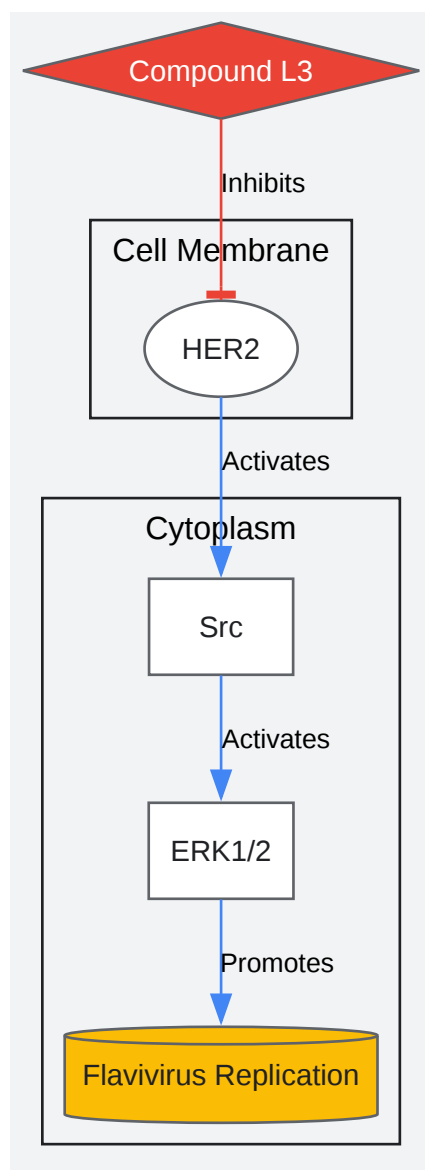 Compound L3
Inhibits
Cell Membrane
HER2
Activates
Cytoplasm
Src
Activates
ERK1/2
Promotes
Flavivirus Replication